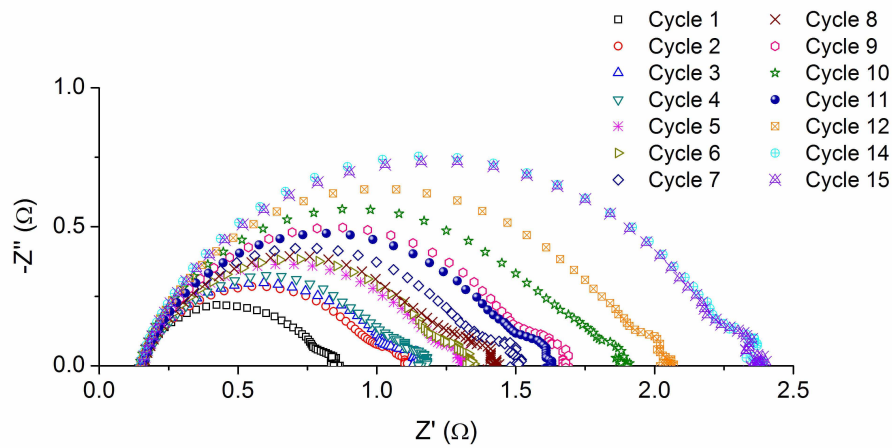 Cycle 1 Cycle 8
Cycle 2 Cycle 9
Cycle 3 Cycle 10
Cycle 4 Cycle 11
Cycle 5 Cycle 12
Cycle 6 Cycle 14
Cycle 7 Cycle 15
1.0
0.5
0.0
-Z'' (Ω)
0.0 0.5 1.0 1.5 2.0 2.5
Z' (Ω)